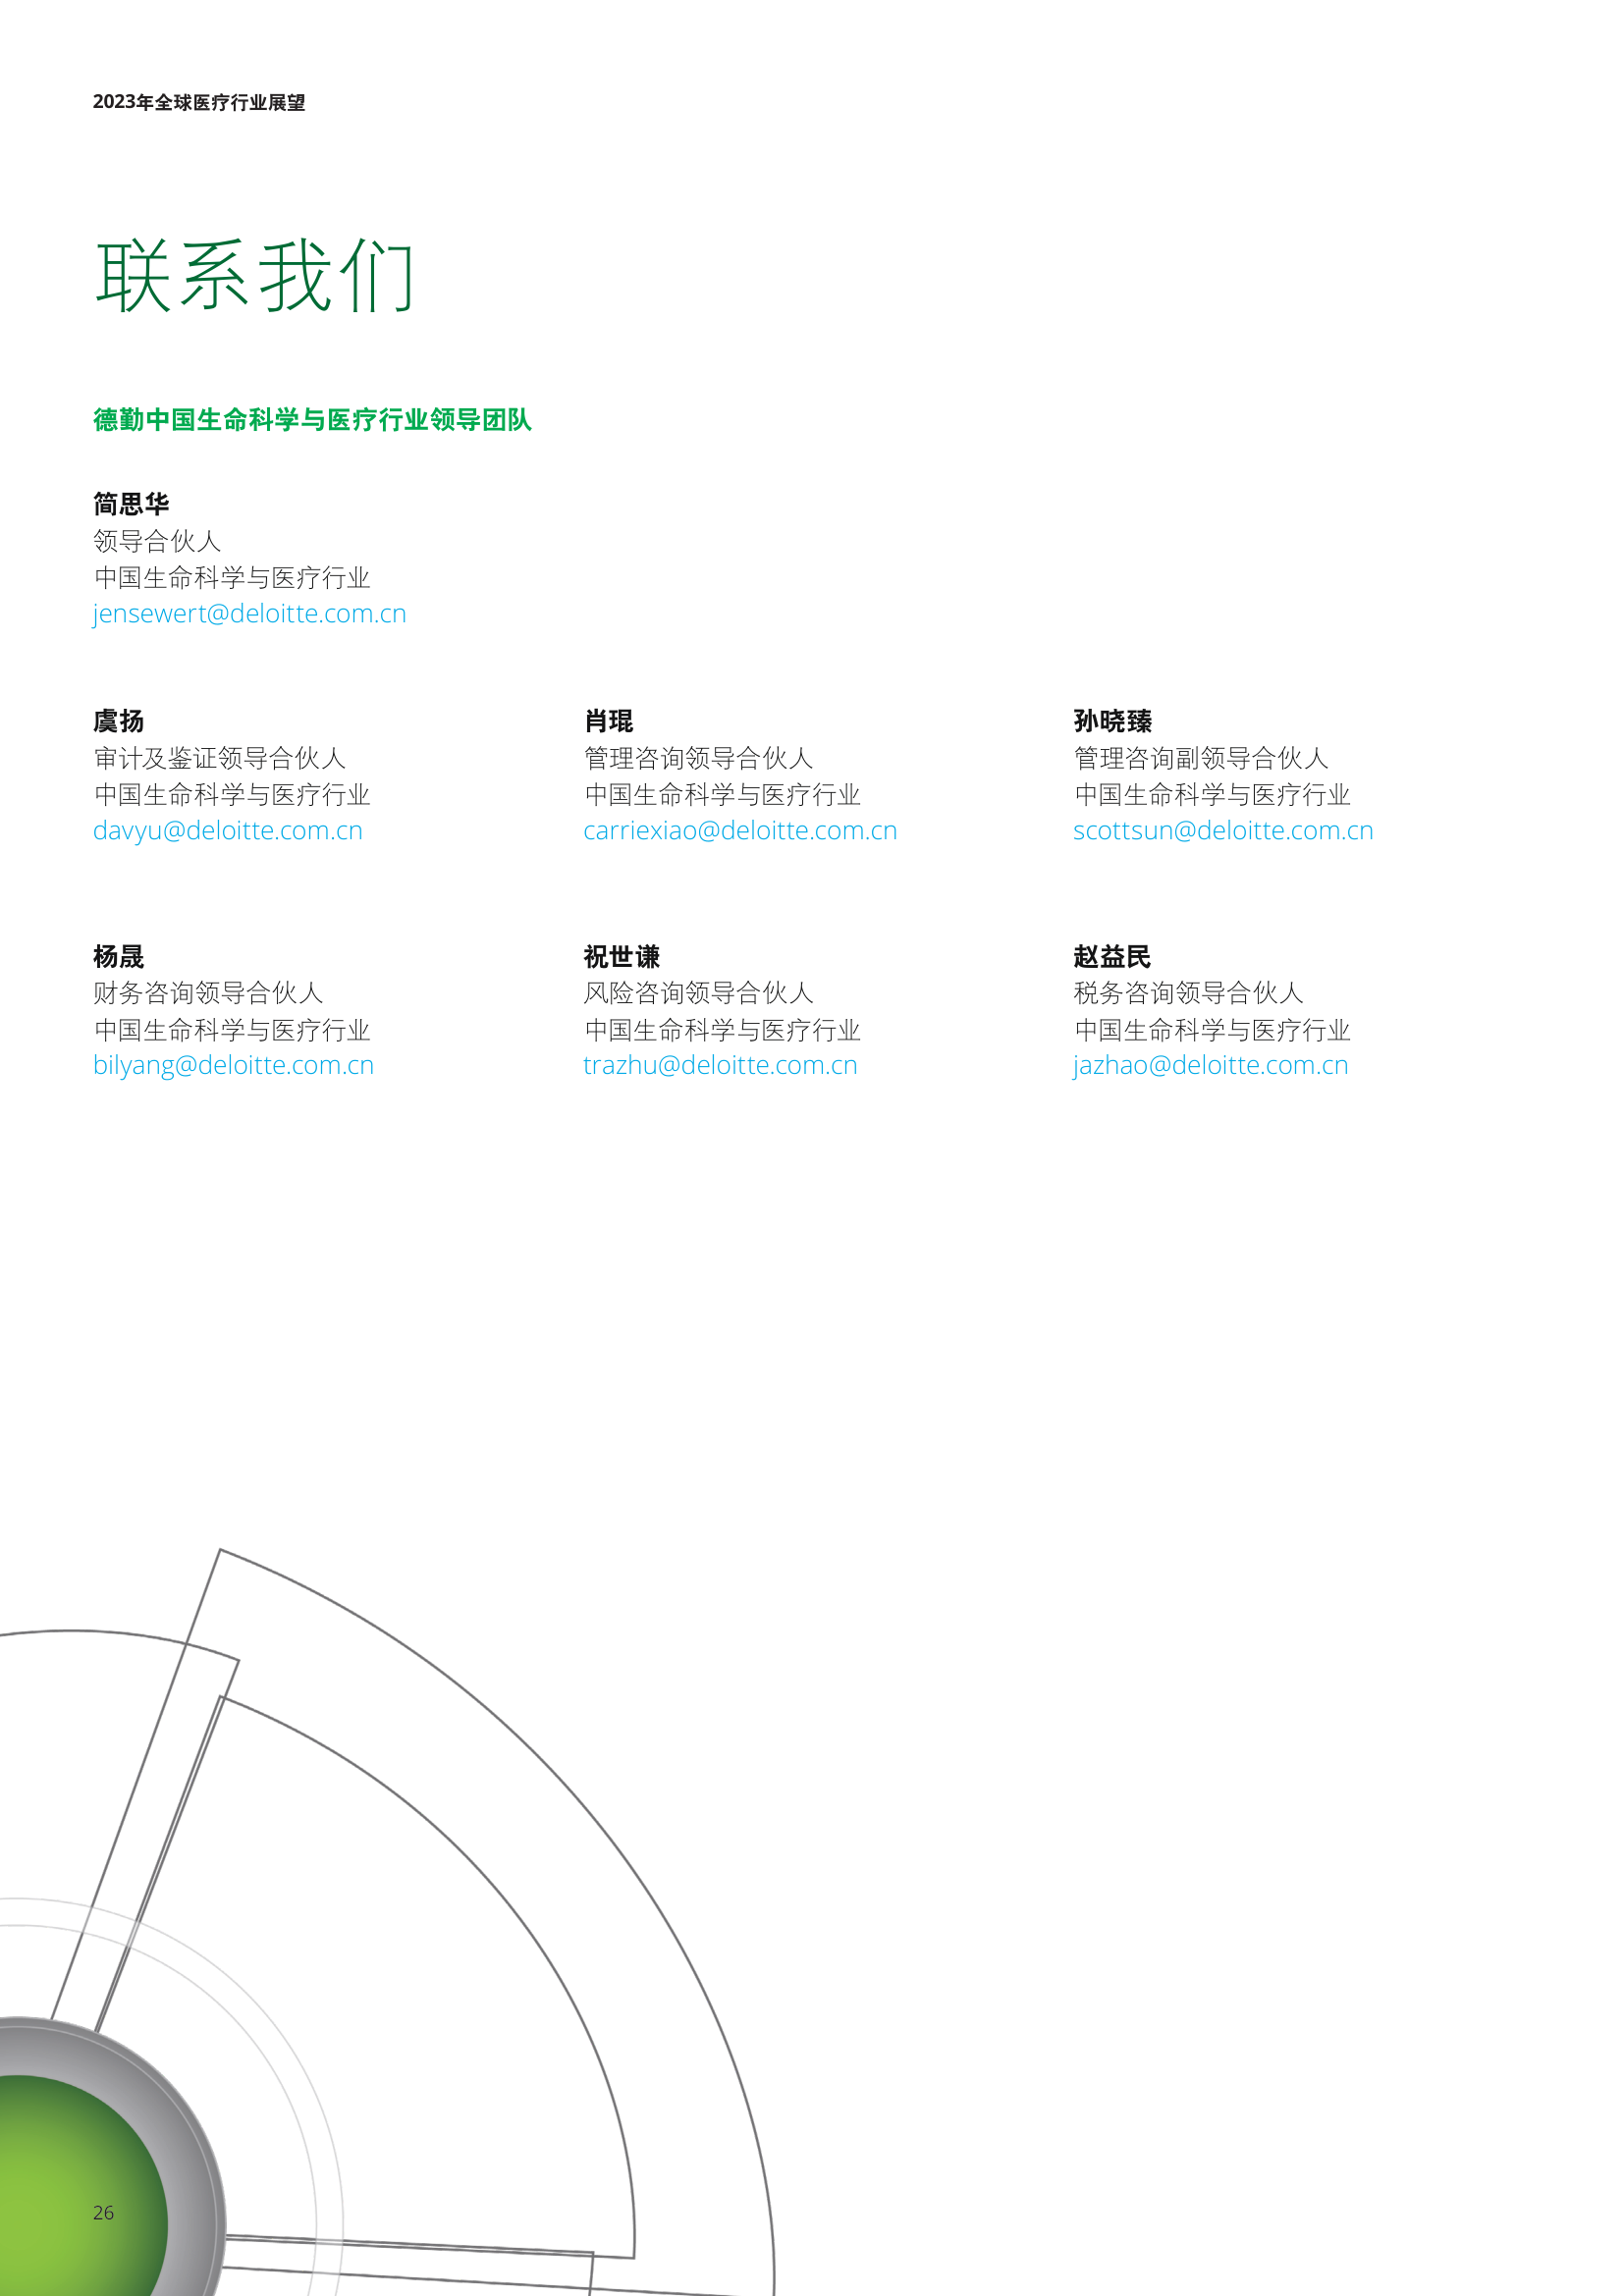 2023年全球医疗行业展望
联系我们
德勤中国生命科学与医疗行业领导团队
简思华
领导合伙人
中国生命科学与医疗行业
jensewert@deloitte.com.cn
虞扬
审计及鉴证领导合伙人
中国生命科学与医疗行业
davyu@deloitte.com.cn
肖琨
管理咨询领导合伙人
中国生命科学与医疗行业
carriexiao@deloitte.com.cn
孙晓臻
管理咨询副领导合伙人
中国生命科学与医疗行业
scottsun@deloitte.com.cn
杨晟
财务咨询领导合伙人
中国生命科学与医疗行业
bilyang@deloitte.com.cn
祝世谦
风险咨询领导合伙人
中国生命科学与医疗行业
trazhu@deloitte.com.cn
赵益民
税务咨询领导合伙人
中国生命科学与医疗行业
jazhao@deloitte.com.cn
26